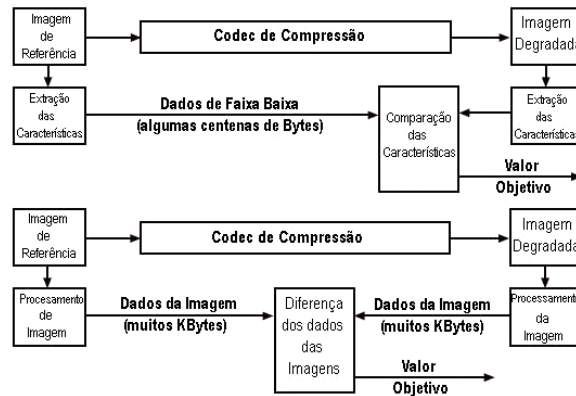 Imagem
de
Referência
Codec de Compressão
Imagem
Degradada
Extração
das
Características
Dados de Faixa Baixa
(algumas centenas de Bytes)
Comparação
das
Características
Extração
das
Características
Valor
Objetivo
Imagem
de
Referência
Codec de Compressão
Imagem
Degradada
Processamento
de
Imagem
Dados da Imagem
(muitos KBytes)
Diferença
dos dados
das
Imagens
Dados da Imagem
(muitos KBytes)
Processamento
da
Imagem
Valor
Objetivo